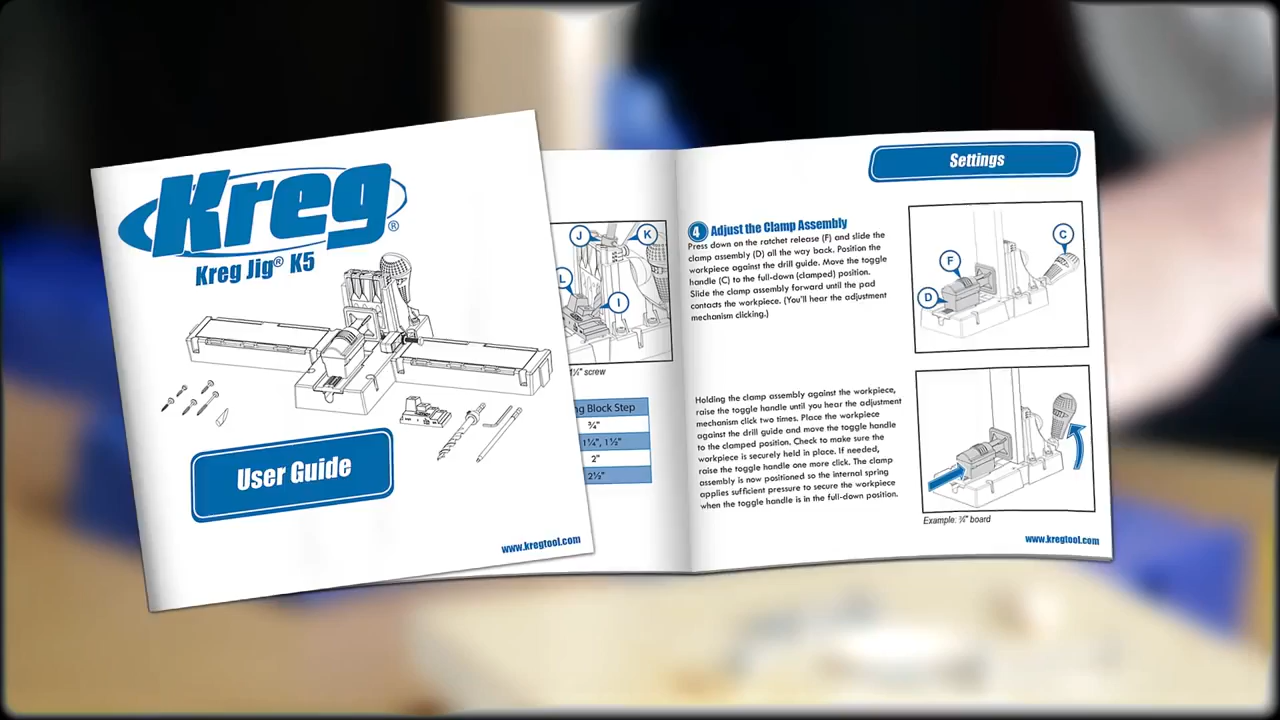 Kreg®
Kreg Jig® K5
User Guide
www.kregtool.com
J
K
L
I
1¼" screw
Block Step
¾"
1¼", 1½"
2"
2½"
Settings
4 Adjust the Clamp Assembly
Press down on the ratchet release (F) and slide the
clamp assembly (D) all the way back. Position the
workpiece against the drill guide. Move the toggle
handle (C) to the full-down (clamped) position.
Slide the clamp assembly forward until the pad
contacts the workpiece. (You'll hear the adjustment
mechanism clicking.)
C
F
D
Holding the clamp assembly against the workpiece,
raise the toggle handle until you hear the adjustment
mechanism click two times. Place the workpiece
against the drill guide and move the toggle handle
to the clamped position. Check to make sure the
workpiece is securely held in place. If needed,
raise the toggle handle one more click. The clamp
assembly is now positioned so the internal spring
applies sufficient pressure to secure the workpiece
when the toggle handle is in the full-down position.
Example: ¾" board
www.kregtool.com